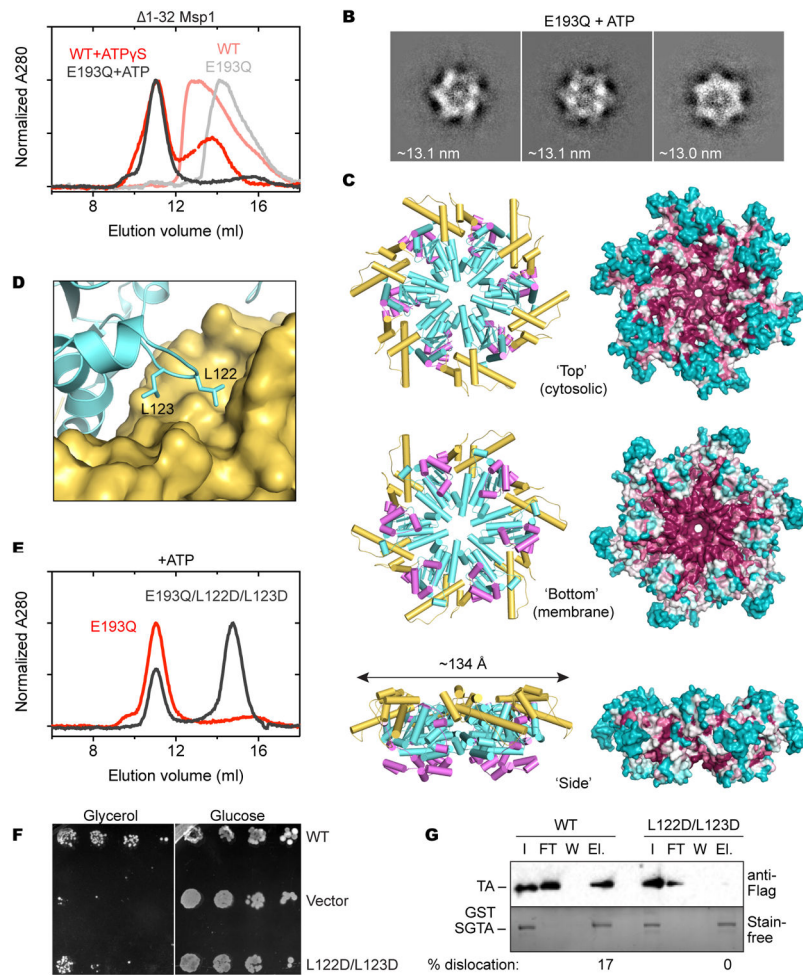 Δ1-32 Msp1
WT+ATPγS
E193Q+ATP
WT
E193Q
Normalized A280
8
12
16
Elution volume (ml)
B
E193Q + ATP
~13.1 nm
~13.1 nm
~13.0 nm
C
'Top'
(cytosolic)
'Bottom'
(membrane)
~134 Å
'Side'
D
L122
L123
E
+ATP
E193Q/L122D/L123D
E193Q
Normalized A280
8
12
16
Elution volume (ml)
F
Glycerol
Glucose
WT
Vector
L122D/L123D
G
WT
L122D/L123D
I FT W El. I FT W El.
TA
anti-
Flag
GST
SGTA
Stain-
free
% dislocation: 17 0